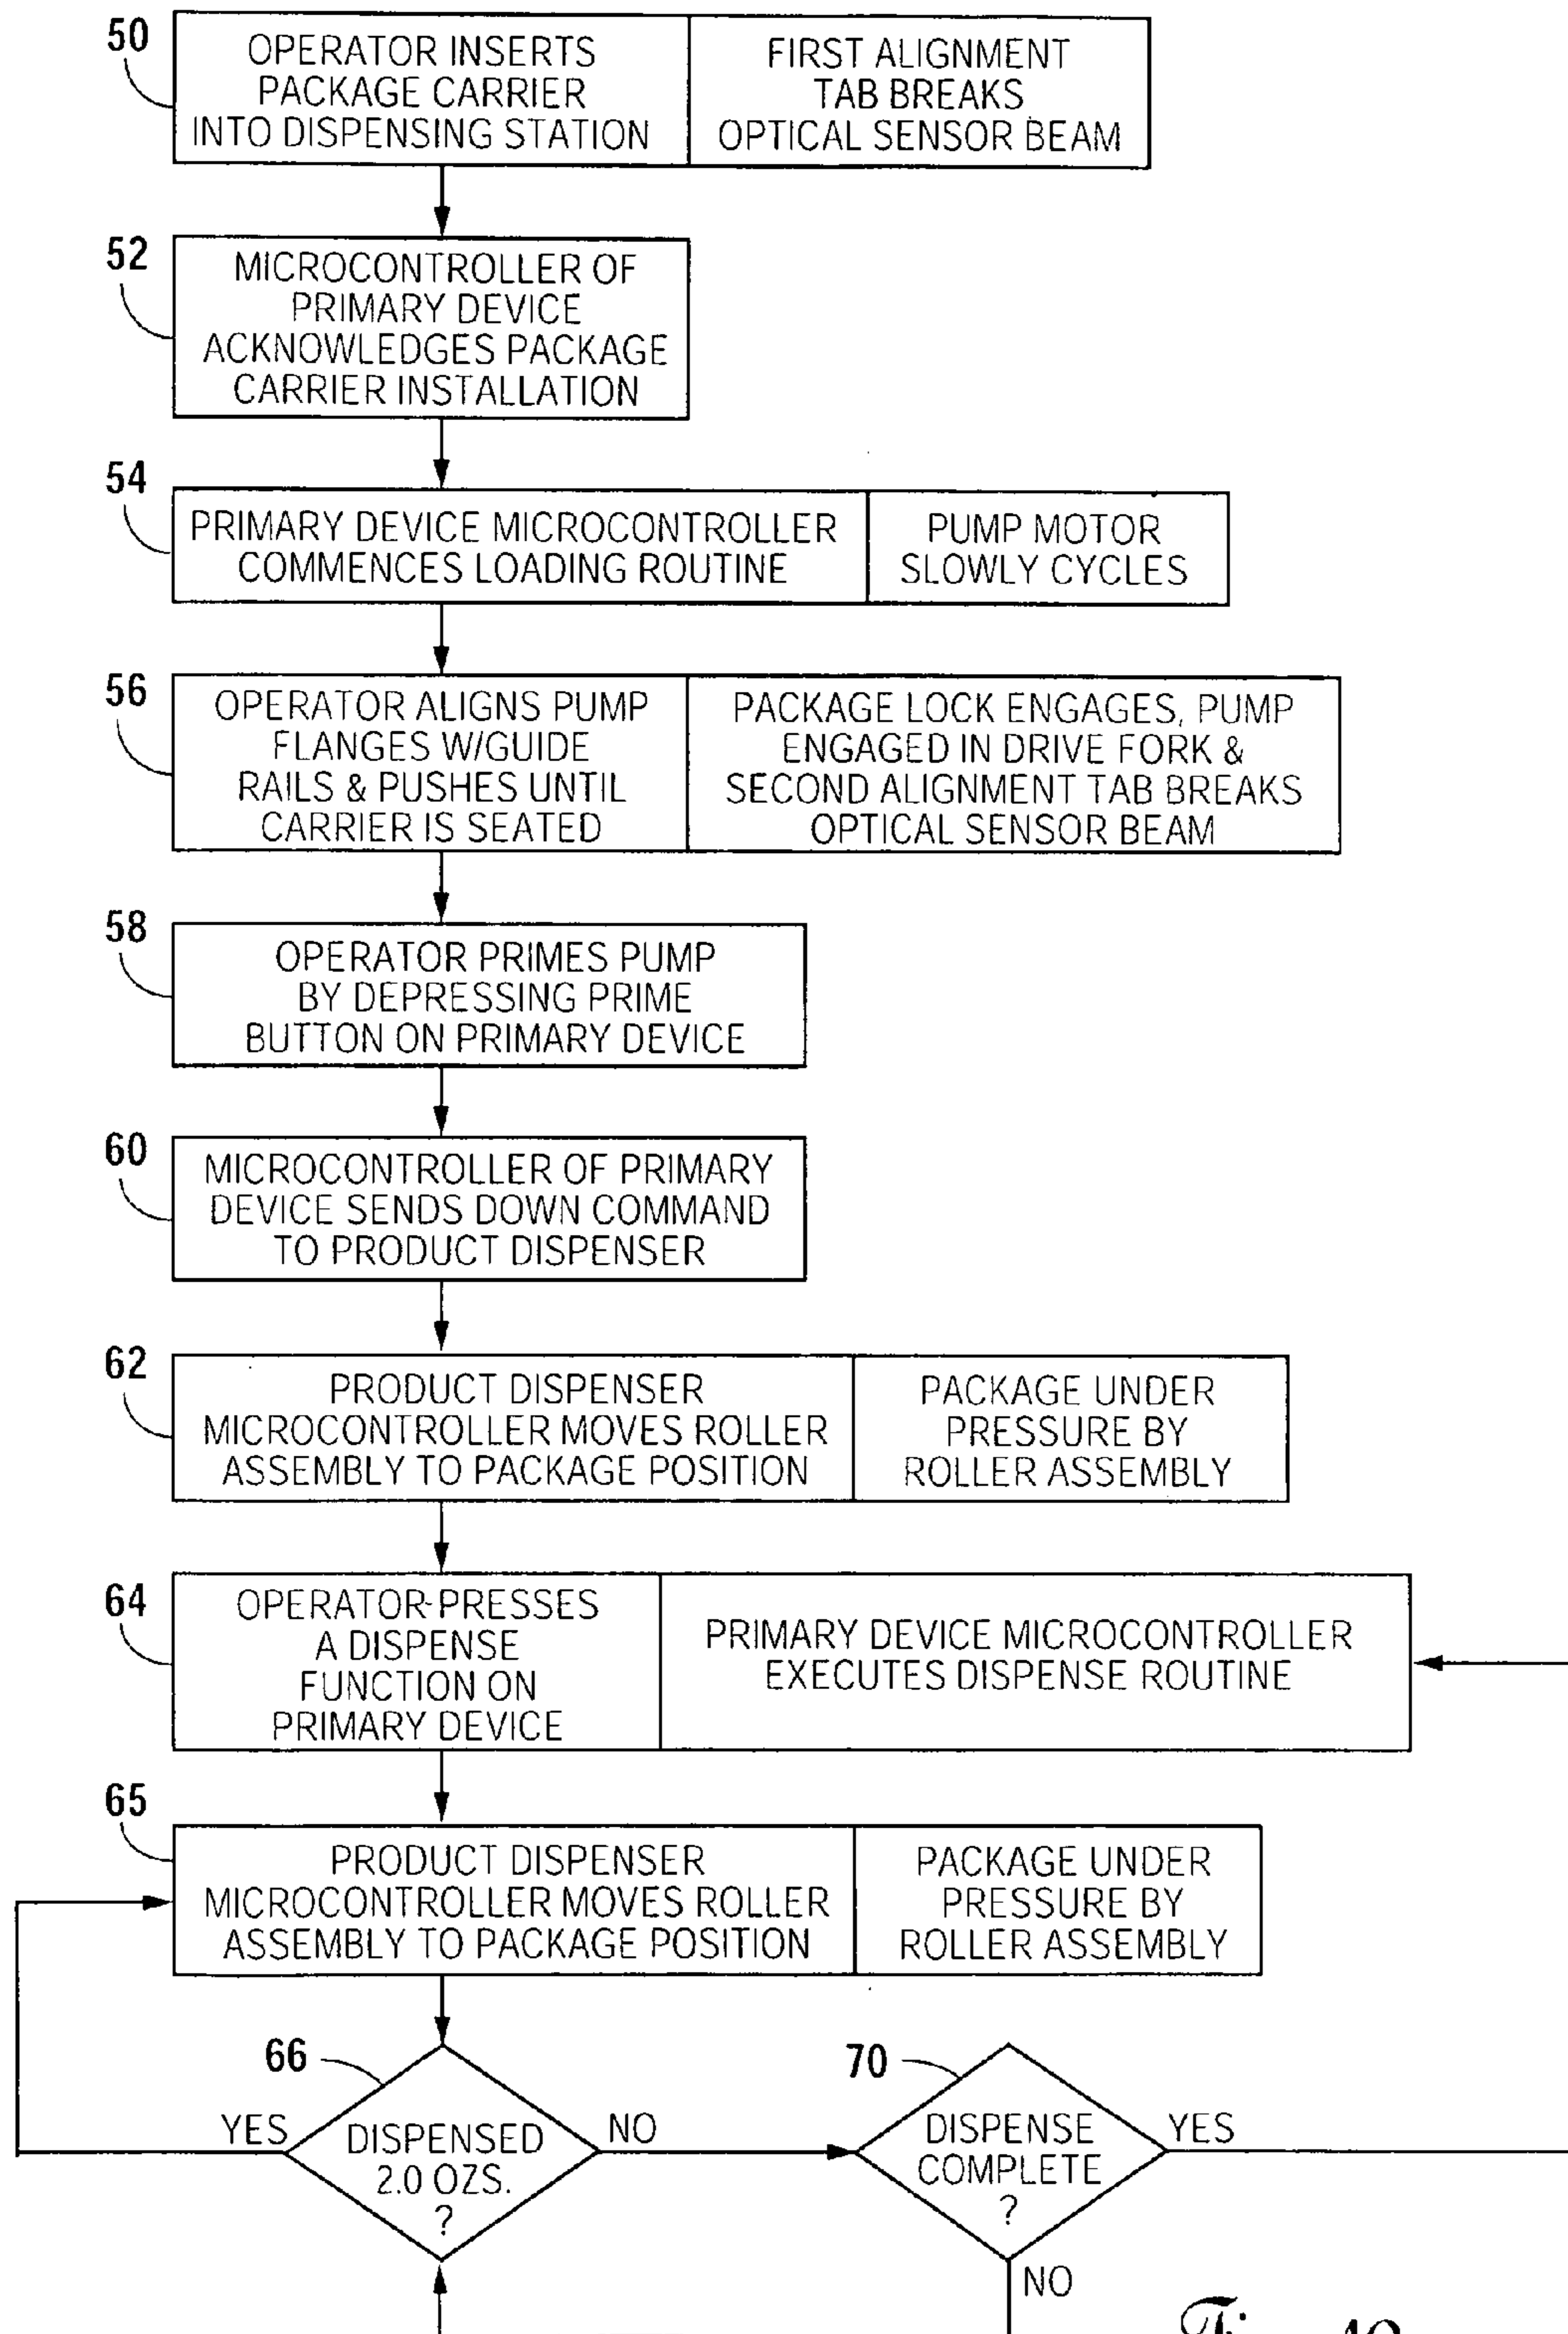 50
OPERATOR INSERTS
PACKAGE CARRIER
INTO DISPENSING STATION
FIRST ALIGNMENT
TAB BREAKS
OPTICAL SENSOR BEAM
52
MICROCONTROLLER OF
PRIMARY DEVICE
ACKNOWLEDGES PACKAGE
CARRIER INSTALLATION
54
PRIMARY DEVICE MICROCONTROLLER
COMMENCES LOADING ROUTINE
PUMP MOTOR
SLOWLY CYCLES
56
OPERATOR ALIGNS PUMP
FLANGES W/GUIDE
RAILS & PUSHES UNTIL
CARRIER IS SEATED
PACKAGE LOCK ENGAGES, PUMP
ENGAGED IN DRIVE FORK &
SECOND ALIGNMENT TAB BREAKS
OPTICAL SENSOR BEAM
58
OPERATOR PRIMES PUMP
BY DEPRESSING PRIME
BUTTON ON PRIMARY DEVICE
60
MICROCONTROLLER OF PRIMARY
DEVICE SENDS DOWN COMMAND
TO PRODUCT DISPENSER
62
PRODUCT DISPENSER
MICROCONTROLLER MOVES ROLLER
ASSEMBLY TO PACKAGE POSITION
PACKAGE UNDER
PRESSURE BY
ROLLER ASSEMBLY
64
OPERATOR PRESSES
A DISPENSE
FUNCTION ON
PRIMARY DEVICE
PRIMARY DEVICE MICROCONTROLLER
EXECUTES DISPENSE ROUTINE
65
PRODUCT DISPENSER
MICROCONTROLLER MOVES ROLLER
ASSEMBLY TO PACKAGE POSITION
PACKAGE UNDER
PRESSURE BY
ROLLER ASSEMBLY
66
YES
DISPENSED
2.0 OZS.
?
NO
70
DISPENSE
COMPLETE
?
YES
NO